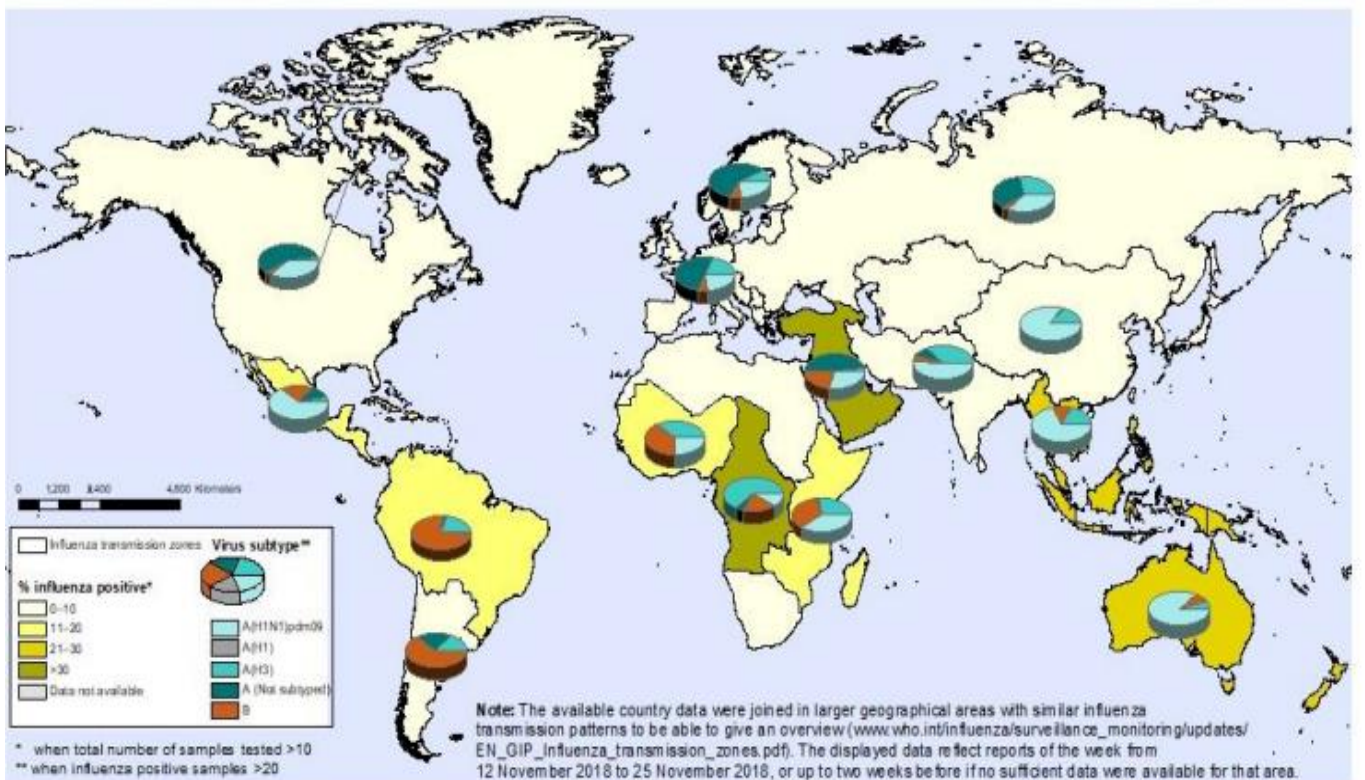 0 1,200 2,400 4,800 Kilometers
Influenza transmission zones
Virus subtype**
% influenza positive*
0–10
11–20
21–30
>30
Data not available
A(H1N1)pdm09
A(H1)
A(H3)
A (Not subtyped)
B
* when total number of samples tested >10
** when influenza positive samples >20
Note: The available country data were joined in larger geographical areas with similar influenza
transmission patterns to be able to give an overview (www.who.int/influenza/surveillance_monitoring/updates/
EN_GIP_Influenza_transmission_zones.pdf). The displayed data reflect reports of the week from
12 November 2018 to 25 November 2018, or up to two weeks before if no sufficient data were available for that area.